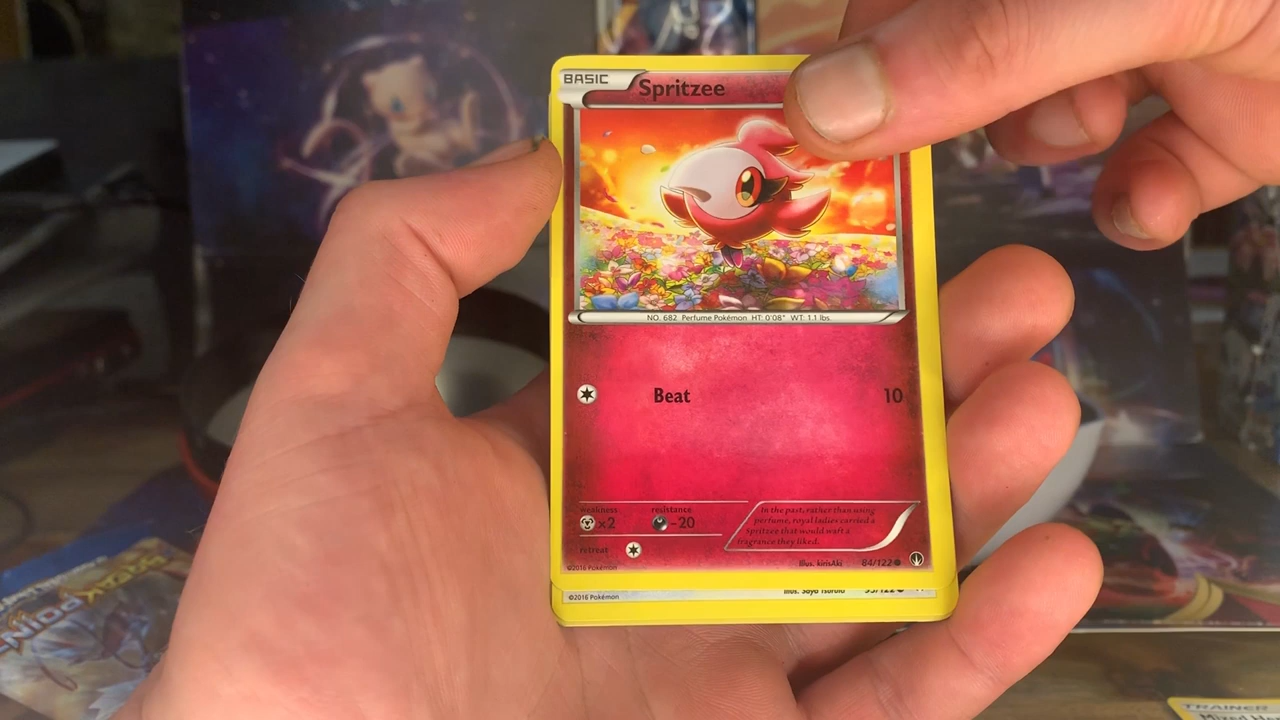 BASIC
Spritzee
NO. 682 Perfume Pokémon HT: 0'08" WT: 1.1 lbs.
Beat 10
weakness resistance
x2 -20
retreat
In the past, rather than using
perfume, royal ladies carried a
spritzee that would waft a
fragrance they liked.
Illus. kirisAki 84/122
©2016 Pokémon
©2016 Pokémon
TRAINER